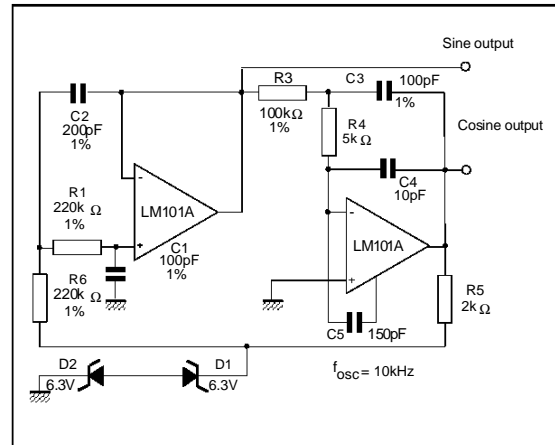 Sine output
R3
100kΩ
1%
C3
100pF
1%
C2
200pF
1%
R4
5kΩ
Cosine output
C4
10pF
R1
220k Ω
1%
-
LM101A
+
C1
100pF
1%
-
LM101A
+
R6
220k Ω
1%
R5
2kΩ
C5
150pF
D2
6.3V
D1
6.3V
fosc = 10kHz